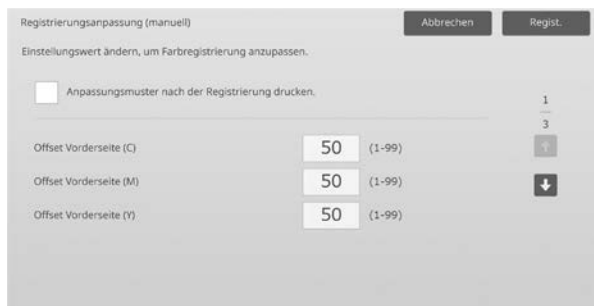 Registrierungsanpassung (manuell)
Abbrechen
Regist.
Einstellungswert ändern, um Farbregistrierung anzupassen.
Anpassungsmuster nach der Registrierung drucken.
1
3
Offset Vorderseite (C) 50 (1-99)
Offset Vorderseite (M) 50 (1-99)
Offset Vorderseite (Y) 50 (1-99)